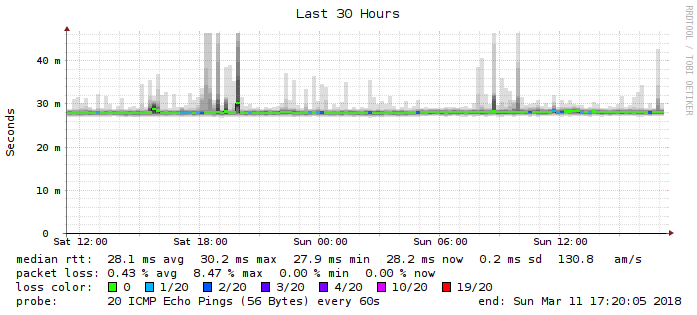 Last 30 Hours
RRDTOOL / TOBI OETIKER
Seconds
40 m
30 m
20 m
10 m
0
Sat 12:00 Sat 18:00 Sun 00:00 Sun 06:00 Sun 12:00
median rtt: 28.1 ms avg 30.2 ms max 27.9 ms min 28.2 ms now 0.2 ms sd 130.8 am/s
packet loss: 0.43 % avg 8.47 % max 0.00 % min 0.00 % now
loss color: 0 1/20 2/20 3/20 4/20 10/20 19/20
probe: 20 ICMP Echo Pings (56 Bytes) every 60s end: Sun Mar 11 17:20:05 2018